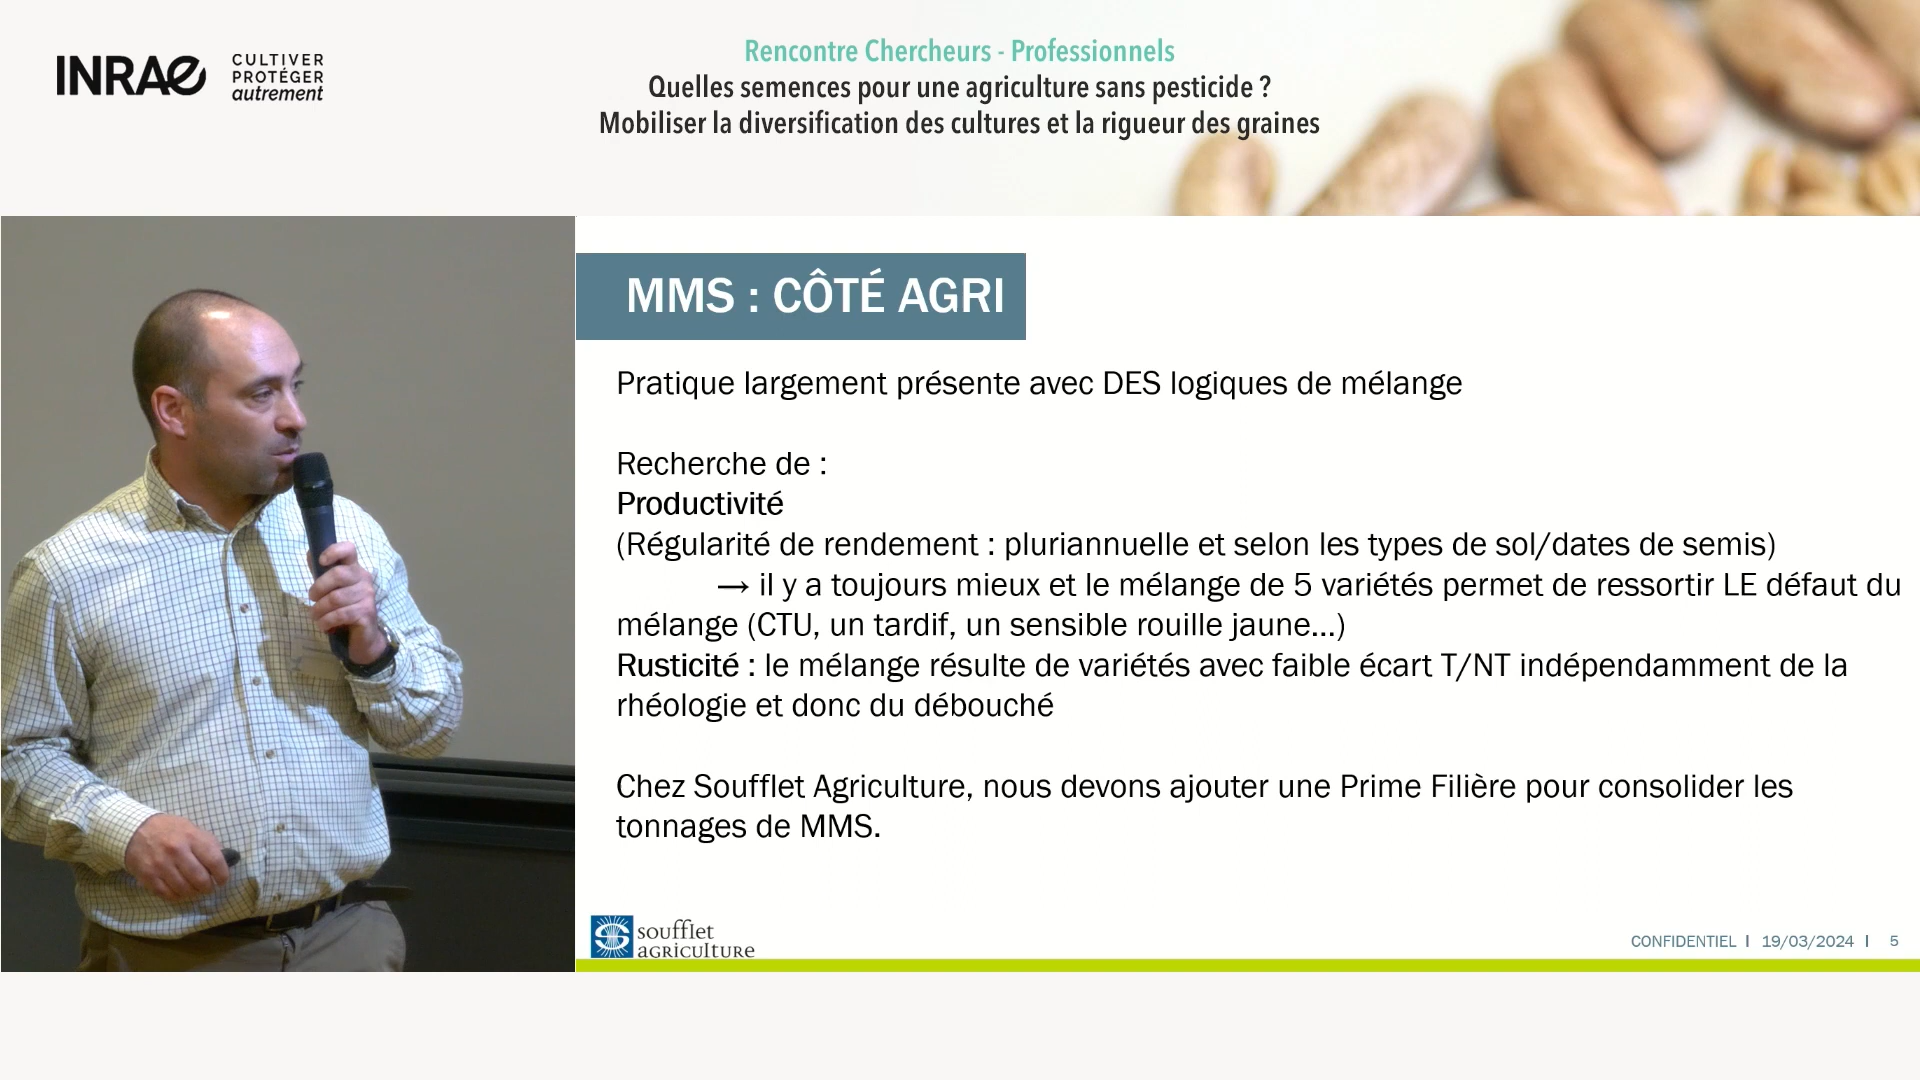 INRAE
CULTIVER
PROTÉGER
autrement
Rencontre Chercheurs - Professionnels
Quelles semences pour une agriculture sans pesticide ?
Mobiliser la diversification des cultures et la rigueur des graines
MMS : CÔTÉ AGRI
Pratique largement présente avec DES logiques de mélange
Recherche de :
Productivité
(Régularité de rendement : pluriannuelle et selon les types de sol/dates de semis)
→ il y a toujours mieux et le mélange de 5 variétés permet de ressortir LE défaut du
mélange (CTU, un tardif, un sensible rouille jaune...)
Rusticité : le mélange résulte de variétés avec faible écart T/NT indépendamment de la
rhéologie et donc du débouché
Chez Soufflet Agriculture, nous devons ajouter une Prime Filière pour consolider les
tonnages de MMS.
soufflet
agriculture
CONFIDENTIEL I 19/03/2024 I 5